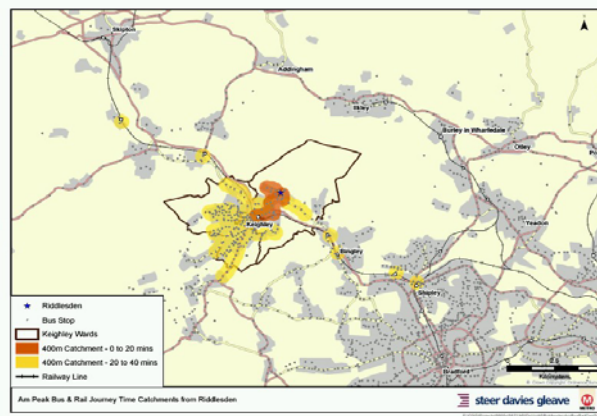 Skipton
Addingham
Ilkley
Burley in Wharfedale
Otley
Yeadon
Keighley
Bingley
Shipley
Bradford
Riddlesden
Bus Stop
Keighley Wards
400m Catchment - 0 to 20 mins
400m Catchment - 20 to 40 mins
Railway Line
Kilometres
Am Peak Bus & Rail Journey Time Catchments from Riddlesden
steer davies gleave
METRO